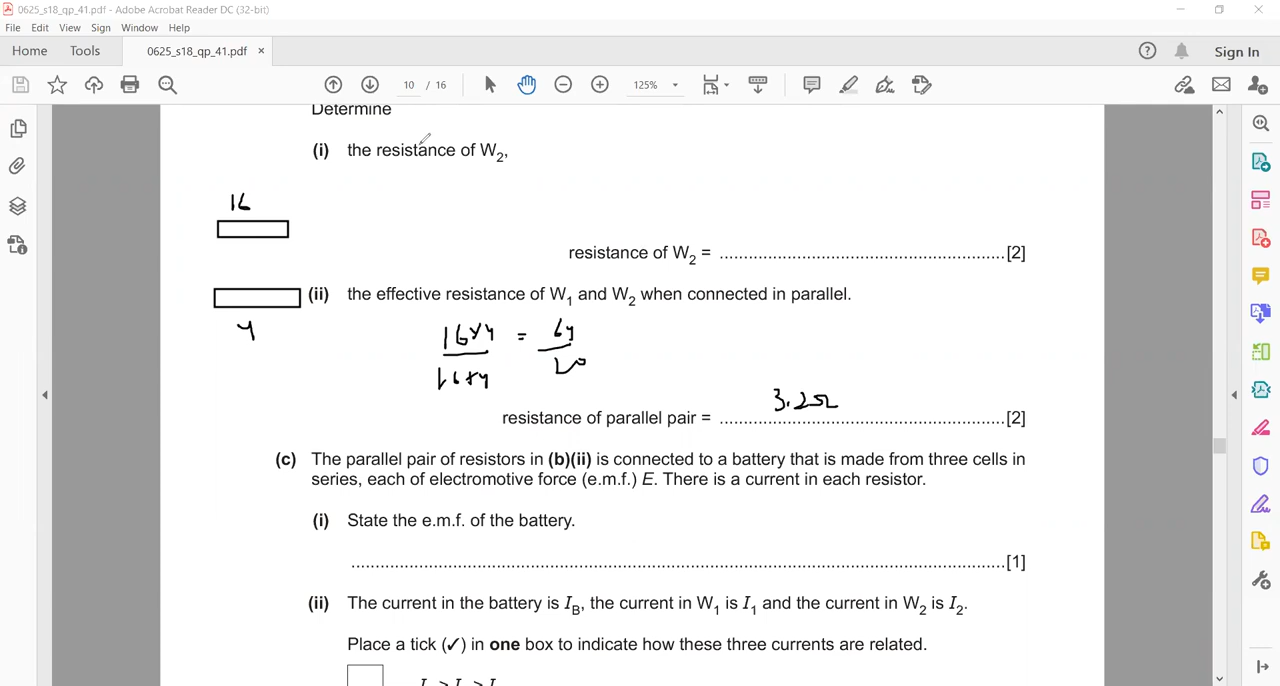 0625_s18_qp_41.pdf - Adobe Acrobat Reader DC (32-bit)
File Edit View Sign Window Help
Home Tools 0625_s18_qp_41.pdf × Sign In
10 / 16 125%
Determine
(i) the resistance of W2,
16
resistance of W2 = ..........................................................[2]
(ii) the effective resistance of W1 and W2 when connected in parallel.
4
16×4 = 64
16+4 20
3.2Ω
resistance of parallel pair = ..........................................................[2]
(c) The parallel pair of resistors in (b)(ii) is connected to a battery that is made from three cells in
series, each of electromotive force (e.m.f.) E. There is a current in each resistor.
(i) State the e.m.f. of the battery.
......................................................................................................................................[1]
(ii) The current in the battery is IB, the current in W1 is I1 and the current in W2 is I2.
Place a tick (✓) in one box to indicate how these three currents are related.